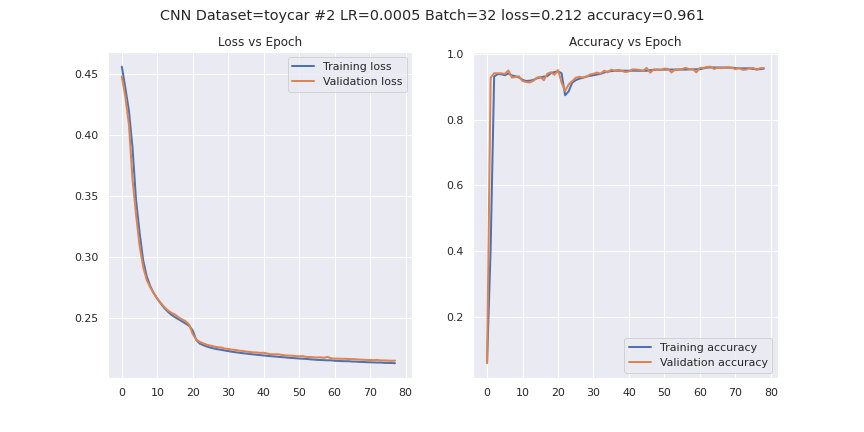 CNN Dataset=toycar #2 LR=0.0005 Batch=32 loss=0.212 accuracy=0.961
Loss vs Epoch
Training loss
Validation loss
0.45
0.40
0.35
0.30
0.25
0 10 20 30 40 50 60 70 80
Accuracy vs Epoch
1.0
0.8
0.6
0.4
0.2
Training accuracy
Validation accuracy
0 10 20 30 40 50 60 70 80